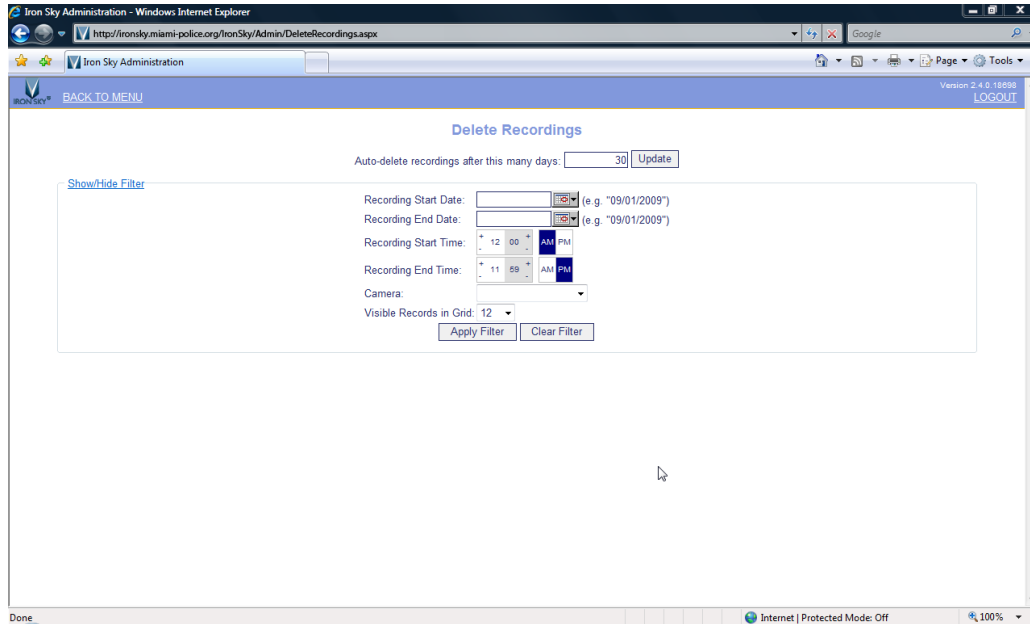 Iron Sky Administration - Windows Internet Explorer
http://ironsky.miami-police.org/IronSky/Admin/DeleteRecordings.aspx
Google
Iron Sky Administration
Page
Tools
IRON SKY
BACK TO MENU
Version 2.4.0.18698
LOGOUT
Delete Recordings
Auto-delete recordings after this many days: 30 Update
Show/Hide Filter
Recording Start Date: (e.g. "09/01/2009")
Recording End Date: (e.g. "09/01/2009")
Recording Start Time: + - 12 00 + - AM PM
Recording End Time: + - 11 59 + - AM PM
Camera:
Visible Records in Grid: 12
Apply Filter Clear Filter
Done
Internet | Protected Mode: Off
100%